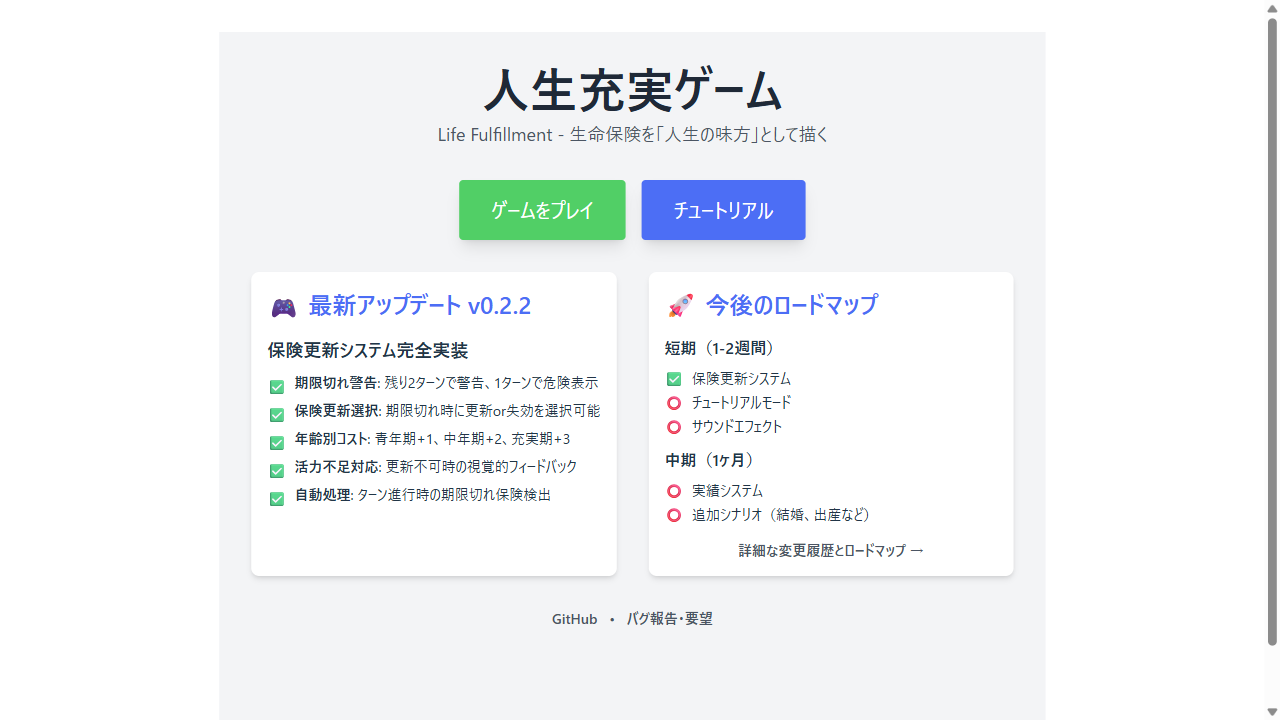 人生充実ゲーム
Life Fulfillment - 生命保険を「人生の味方」として描く
ゲームをプレイ
チュートリアル
最新アップデート v0.2.2
保険更新システム完全実装
期限切れ警告: 残り2ターンで警告、1ターンで危険表示
保険更新選択: 期限切れ時に更新or失効を選択可能
年齢別コスト: 青年期+1、中年期+2、充実期+3
活力不足対応: 更新不可時の視覚的フィードバック
自動処理: ターン進行時の期限切れ保険検出
今後のロードマップ
短期（1-2週間）
保険更新システム
チュートリアルモード
サウンドエフェクト
中期（1ヶ月）
実績システム
追加シナリオ（結婚、出産など）
詳細な変更履歴とロードマップ →
GitHub • バグ報告・要望